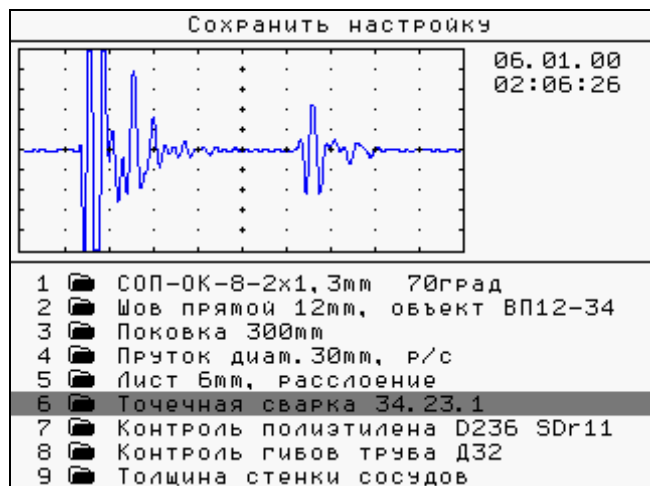 Сохранить настройку
06.01.00
02:06:26
1 СОП-ОК-8-2х1,3mm 70град
2 Шов прямой 12mm, объект ВП12-34
3 Поковка 300mm
4 Пруток диам.30mm, р/с
5 Лист 6mm, расслоение
6 Точечная сварка 34.23.1
7 Контроль полиэтилена D236 SDr11
8 Контроль гибов труба Д32
9 Толщина стенки сосудов